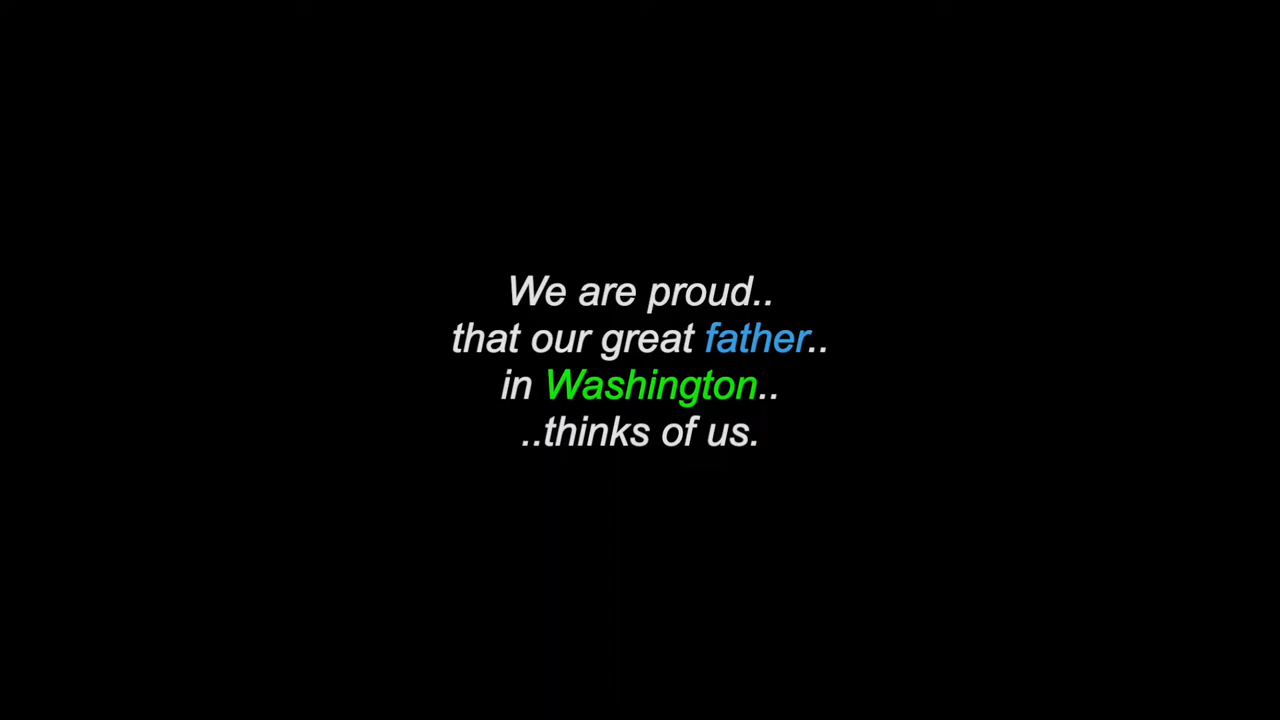 We are proud..
that our great father..
in Washington..
..thinks of us.